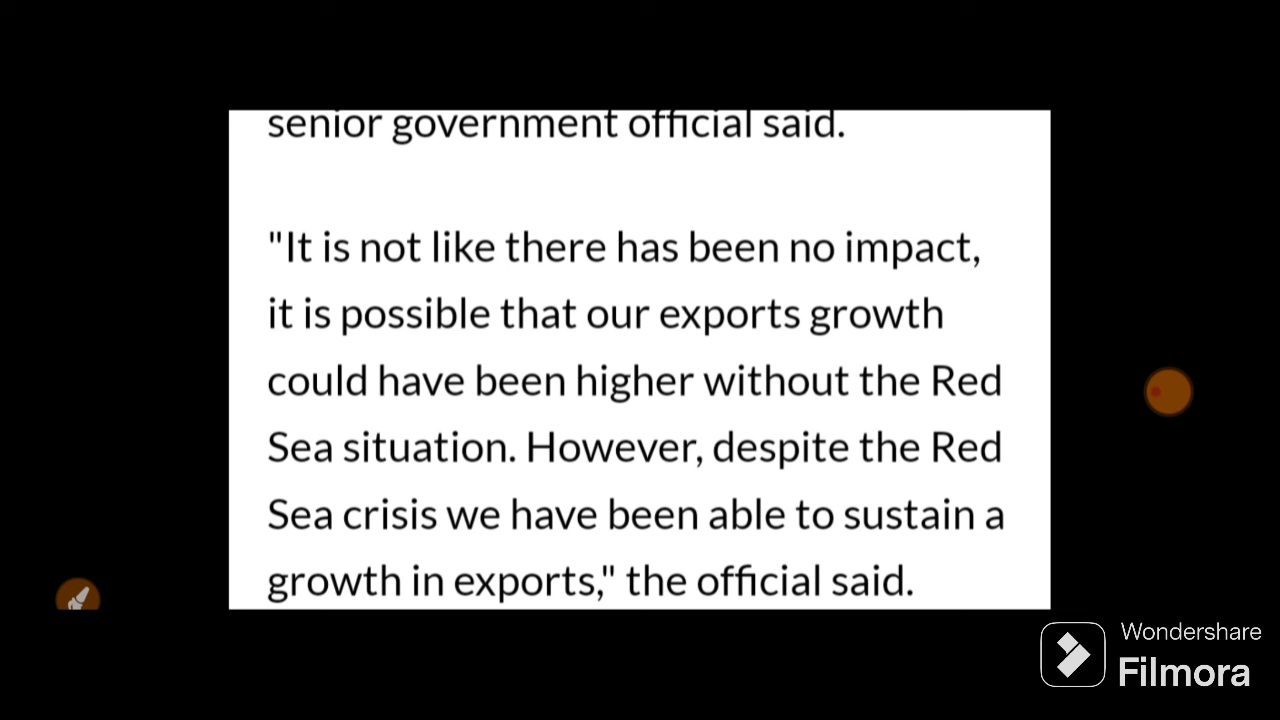 senior government official said.
"It is not like there has been no impact,
it is possible that our exports growth
could have been higher without the Red
Sea situation. However, despite the Red
Sea crisis we have been able to sustain a
growth in exports," the official said.
Wondershare
Filmora